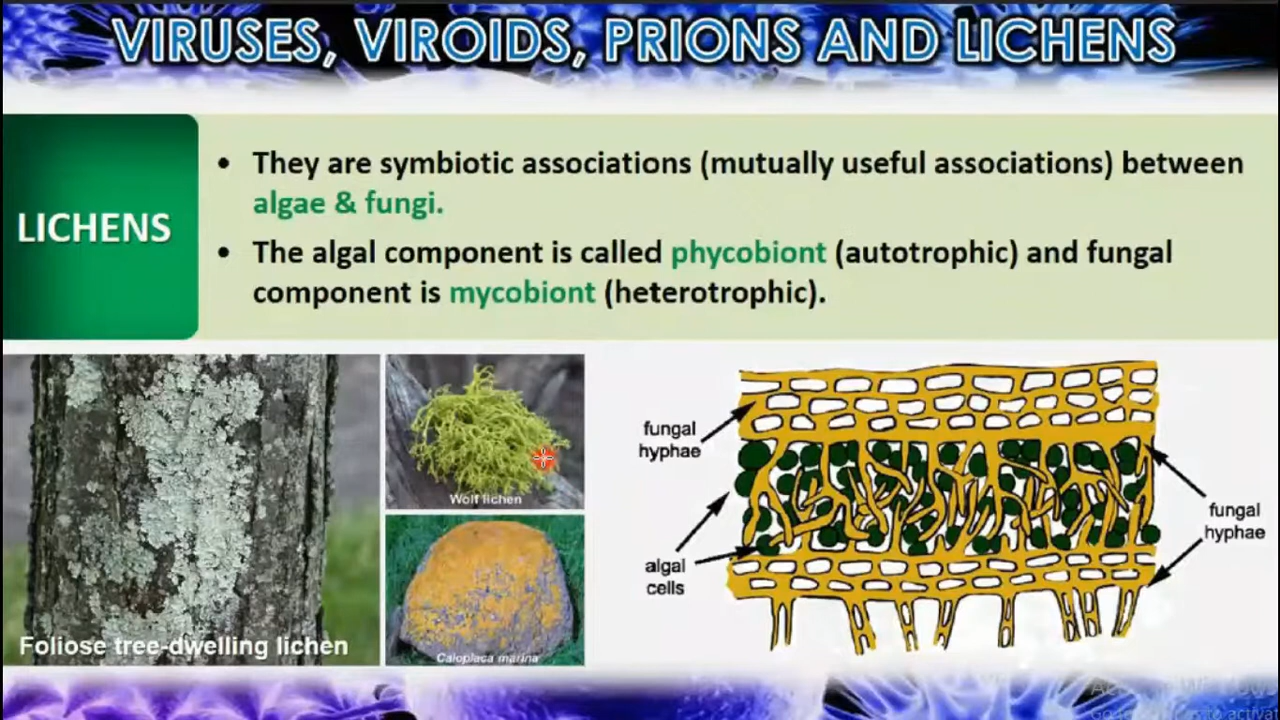 VIRUSES, VIROIDS, PRIONS AND LICHENS
LICHENS
• They are symbiotic associations (mutually useful associations) between
algae & fungi.
• The algal component is called phycobiont (autotrophic) and fungal
component is mycobiont (heterotrophic).
Foliose tree-dwelling lichen
Wolf lichen
Caloplaca marina
fungal
hyphae
algal
cells
fungal
hyphae